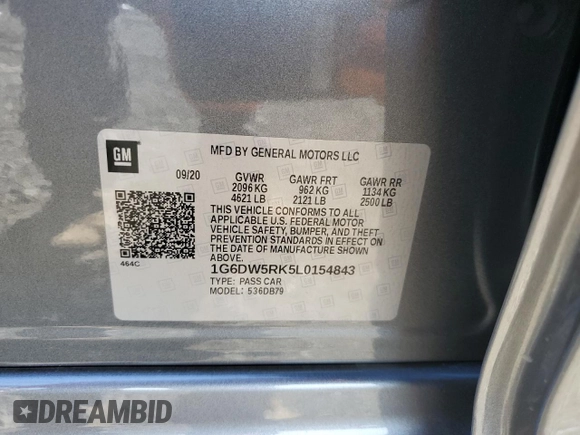 GM
MFD BY GENERAL MOTORS LLC
09/20 GVWR GAWR FRT GAWR RR
2096 KG 962 KG 1134 KG
4621 LB 2121 LB 2500 LB
THIS VEHICLE CONFORMS TO ALL
APPLICABLE U.S. FEDERAL MOTOR
VEHICLE SAFETY, BUMPER, AND THEFT
PREVENTION STANDARDS IN EFFECT ON
THE DATE OF MANUFACTURE SHOWN
ABOVE.
464C
1G6DW5RK5L0154843
TYPE: PASS CAR
MODEL: 536DB79
DREAMBID